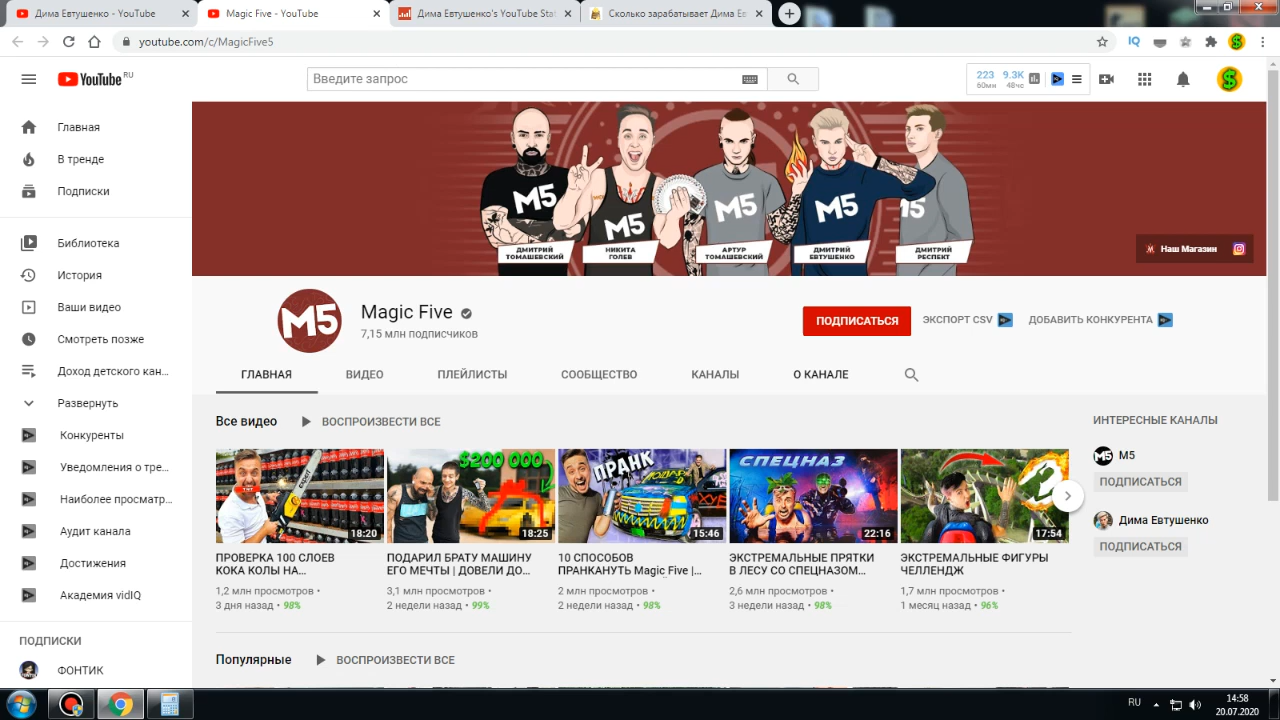 Дима Евтушенко - YouTube
Magic Five - YouTube
Дима Евтушенко's YouTube Stat
Сколько зарабатывает Дима Ев
youtube.com/c/MagicFive5
YouTube RU
Введите запрос
223 9.3K
60мн 48чс
Главная
В тренде
Подписки
Библиотека
История
Ваши видео
Смотреть позже
Доход детского кан...
Развернуть
Конкуренты
Уведомления о тре...
Наиболее просматр...
Аудит канала
Достижения
Академия vidIQ
ПОДПИСКИ
ФОНТИК
M5
M5
M5
M5
M5
ДМИТРИЙ ТОМАШЕВСКИЙ
НИКИТА ГОЛЕВ
АРТУР ТОМАШЕВСКИЙ
ДМИТРИЙ ЕВТУШЕНКО
ДМИТРИЙ РЕСПЕКТ
Наш Магазин
M5
Magic Five
7,15 млн подписчиков
ПОДПИСАТЬСЯ
ЭКСПОРТ CSV
ДОБАВИТЬ КОНКУРЕНТА
ГЛАВНАЯ
ВИДЕО
ПЛЕЙЛИСТЫ
СООБЩЕСТВО
КАНАЛЫ
О КАНАЛЕ
Все видео
ВОСПРОИЗВЕСТИ ВСЕ
18:20
ПРОВЕРКА 100 СЛОЕВ
КОКА КОЛЫ НА...
1,2 млн просмотров •
3 дня назад • 98%
$200 000
18:25
ПОДАРИЛ БРАТУ МАШИНУ
ЕГО МЕЧТЫ | ДОВЕЛИ ДО...
3,1 млн просмотров •
2 недели назад • 99%
ПРАНК
15:46
10 СПОСОБОВ
ПРАНКАНУТЬ Magic Five |...
2 млн просмотров •
2 недели назад • 98%
СПЕЦНАЗ
22:16
ЭКСТРЕМАЛЬНЫЕ ПРЯТКИ
В ЛЕСУ СО СПЕЦНАЗОМ...
2,6 млн просмотров •
3 недели назад • 98%
17:54
ЭКСТРЕМАЛЬНЫЕ ФИГУРЫ
ЧЕЛЛЕНДЖ
1,7 млн просмотров •
1 месяц назад • 96%
ИНТЕРЕСНЫЕ КАНАЛЫ
M5
ПОДПИСАТЬСЯ
Дима Евтушенко
ПОДПИСАТЬСЯ
Популярные
ВОСПРОИЗВЕСТИ ВСЕ
RU
14:58
20.07.2020